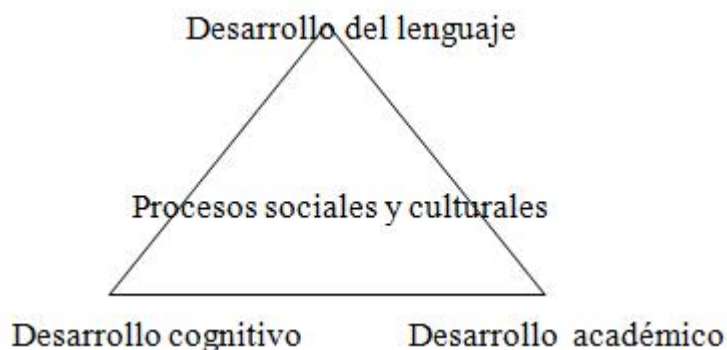 Desarrollo del lenguaje
Procesos sociales y culturales
Desarrollo cognitivo Desarrollo académico